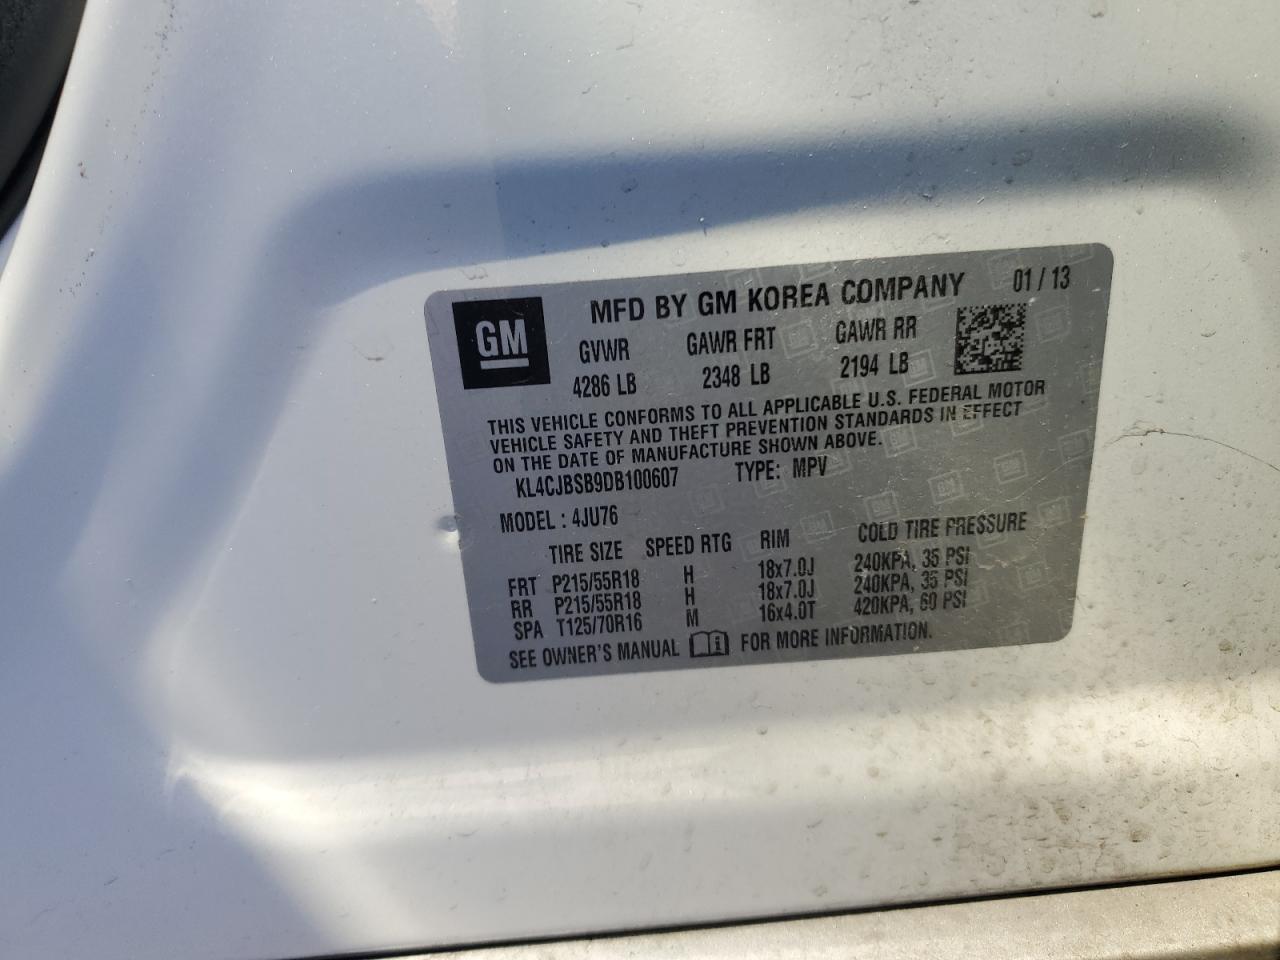 GM
MFD BY GM KOREA COMPANY 01 / 13
GVWR GAWR FRT GAWR RR
4286 LB 2348 LB 2194 LB
THIS VEHICLE CONFORMS TO ALL APPLICABLE U.S. FEDERAL MOTOR
VEHICLE SAFETY AND THEFT PREVENTION STANDARDS IN EFFECT
ON THE DATE OF MANUFACTURE SHOWN ABOVE.
KL4CJBSB9DB100607 TYPE: MPV
MODEL : 4JU76
TIRE SIZE SPEED RTG RIM COLD TIRE PRESSURE
FRT P215/55R18 H 18x7.0J 240KPA, 35 PSI
RR P215/55R18 H 18x7.0J 240KPA, 35 PSI
SPA T125/70R16 M 16x4.0T 420KPA, 60 PSI
SEE OWNER'S MANUAL i FOR MORE INFORMATION.